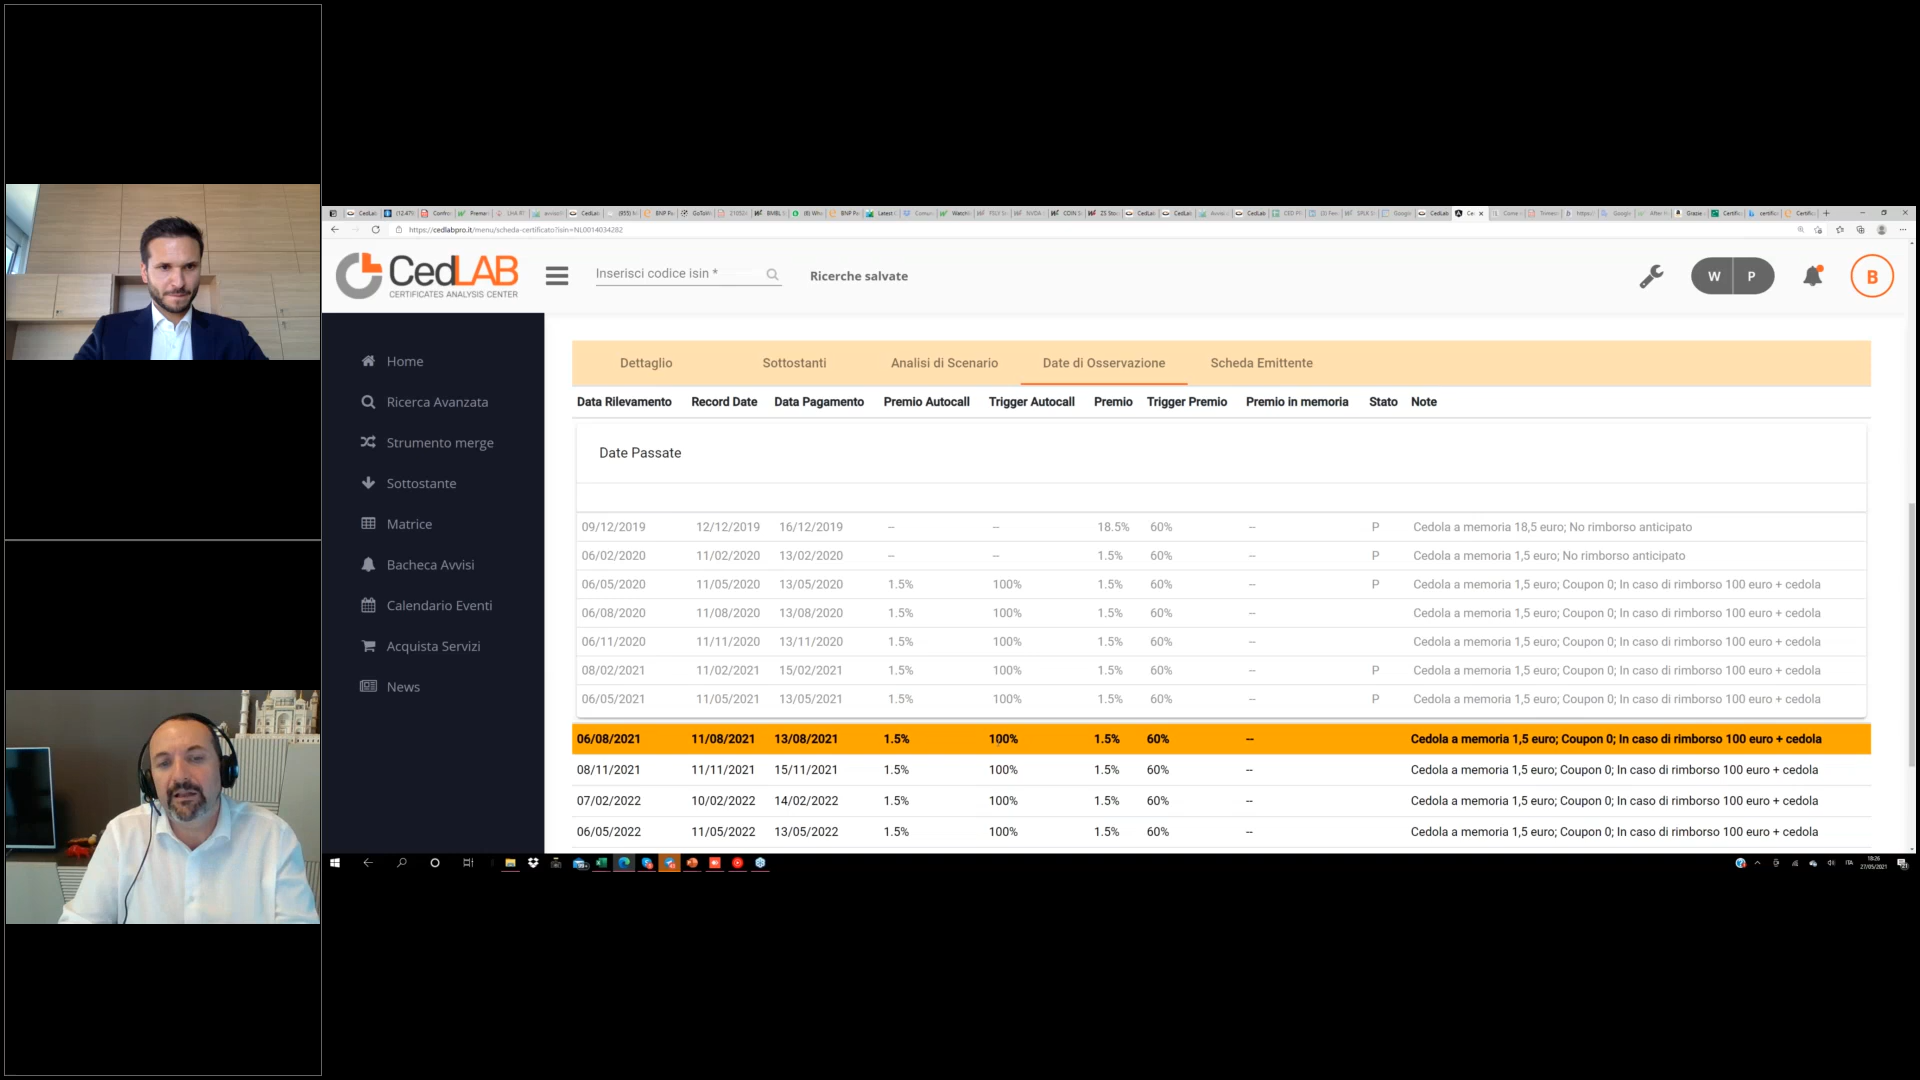 https://cedlabpro.it/menu/scheda-certificato?isin=NL0014034282
CedLAB
CERTIFICATES ANALYSIS CENTER
Inserisci codice isin *
Ricerche salvate
W P
B
Home
Ricerca Avanzata
Strumento merge
Sottostante
Matrice
Bacheca Avvisi
Calendario Eventi
Acquista Servizi
News
Dettaglio Sottostanti Analisi di Scenario Date di Osservazione Scheda Emittente
Data Rilevamento Record Date Data Pagamento Premio Autocall Trigger Autocall Premio Trigger Premio Premio in memoria Stato Note
Date Passate
09/12/2019 12/12/2019 16/12/2019 -- -- 18.5% 60% -- P Cedola a memoria 18,5 euro; No rimborso anticipato
06/02/2020 11/02/2020 13/02/2020 -- -- 1.5% 60% -- P Cedola a memoria 1,5 euro; No rimborso anticipato
06/05/2020 11/05/2020 13/05/2020 1.5% 100% 1.5% 60% -- P Cedola a memoria 1,5 euro; Coupon 0; In caso di rimborso 100 euro + cedola
06/08/2020 11/08/2020 13/08/2020 1.5% 100% 1.5% 60% -- Cedola a memoria 1,5 euro; Coupon 0; In caso di rimborso 100 euro + cedola
06/11/2020 11/11/2020 13/11/2020 1.5% 100% 1.5% 60% -- Cedola a memoria 1,5 euro; Coupon 0; In caso di rimborso 100 euro + cedola
08/02/2021 11/02/2021 15/02/2021 1.5% 100% 1.5% 60% -- P Cedola a memoria 1,5 euro; Coupon 0; In caso di rimborso 100 euro + cedola
06/05/2021 11/05/2021 13/05/2021 1.5% 100% 1.5% 60% -- P Cedola a memoria 1,5 euro; Coupon 0; In caso di rimborso 100 euro + cedola
06/08/2021 11/08/2021 13/08/2021 1.5% 100% 1.5% 60% -- Cedola a memoria 1,5 euro; Coupon 0; In caso di rimborso 100 euro + cedola
08/11/2021 11/11/2021 15/11/2021 1.5% 100% 1.5% 60% -- Cedola a memoria 1,5 euro; Coupon 0; In caso di rimborso 100 euro + cedola
07/02/2022 10/02/2022 14/02/2022 1.5% 100% 1.5% 60% -- Cedola a memoria 1,5 euro; Coupon 0; In caso di rimborso 100 euro + cedola
06/05/2022 11/05/2022 13/05/2022 1.5% 100% 1.5% 60% -- Cedola a memoria 1,5 euro; Coupon 0; In caso di rimborso 100 euro + cedola
ITA
18:26
27/05/2021